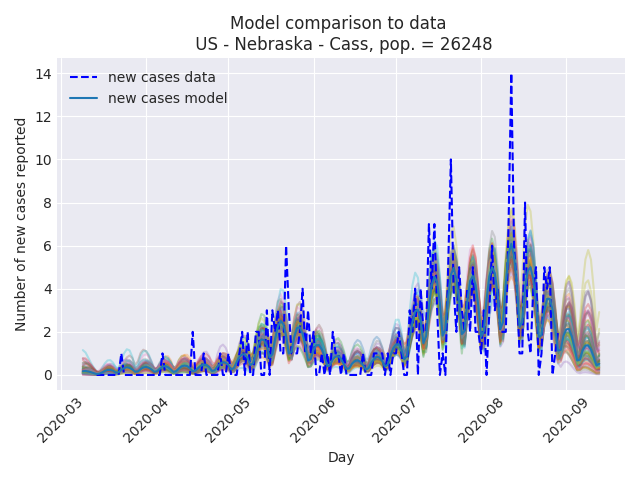 Model comparison to data
US - Nebraska - Cass, pop. = 26248
new cases data
new cases model
Number of new cases reported
14
12
10
8
6
4
2
0
2020-03
2020-04
2020-05
2020-06
2020-07
2020-08
2020-09
Day